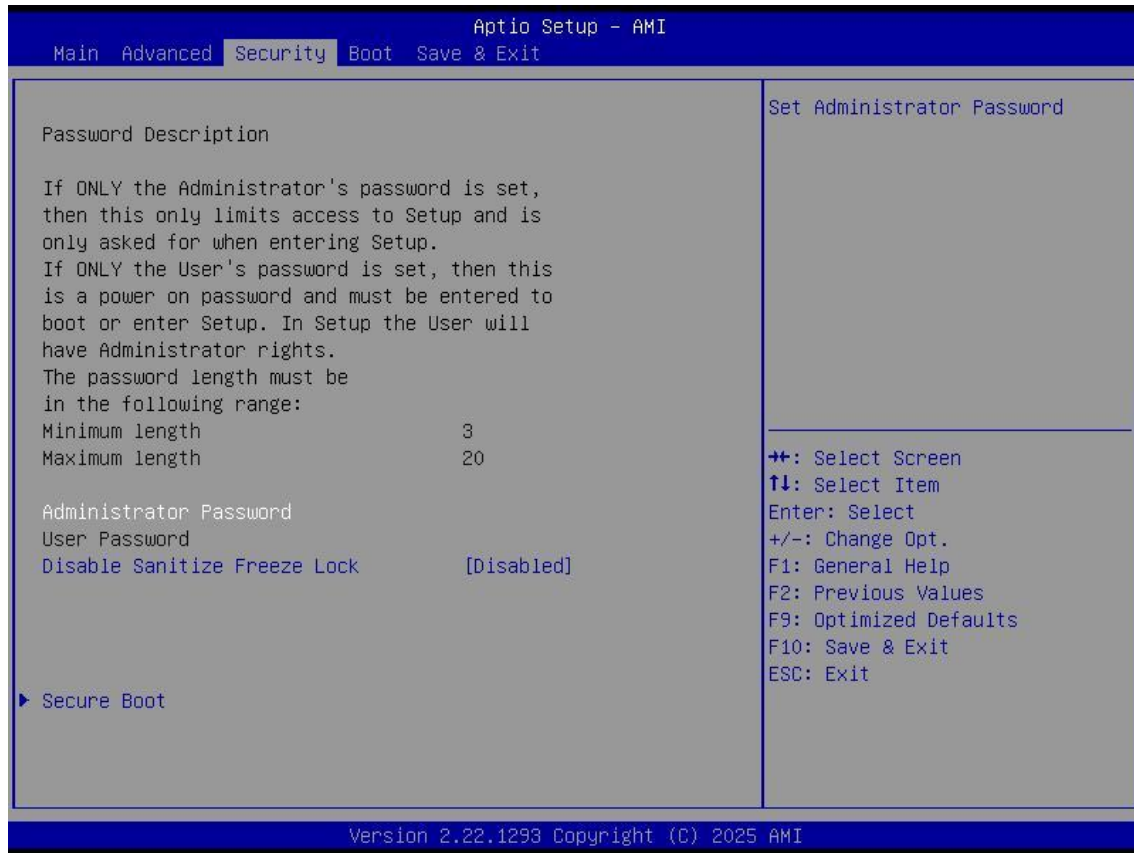 Aptio Setup – AMI
Main Advanced Security Boot Save & Exit
Password Description
If ONLY the Administrator's password is set,
then this only limits access to Setup and is
only asked for when entering Setup.
If ONLY the User's password is set, then this
is a power on password and must be entered to
boot or enter Setup. In Setup the User will
have Administrator rights.
The password length must be
in the following range:
Minimum length 3
Maximum length 20
Administrator Password
User Password
Disable Sanitize Freeze Lock [Disabled]
▶ Secure Boot
Set Administrator Password
→←: Select Screen
↑↓: Select Item
Enter: Select
+/-: Change Opt.
F1: General Help
F2: Previous Values
F9: Optimized Defaults
F10: Save & Exit
ESC: Exit
Version 2.22.1293 Copyright (C) 2025 AMI